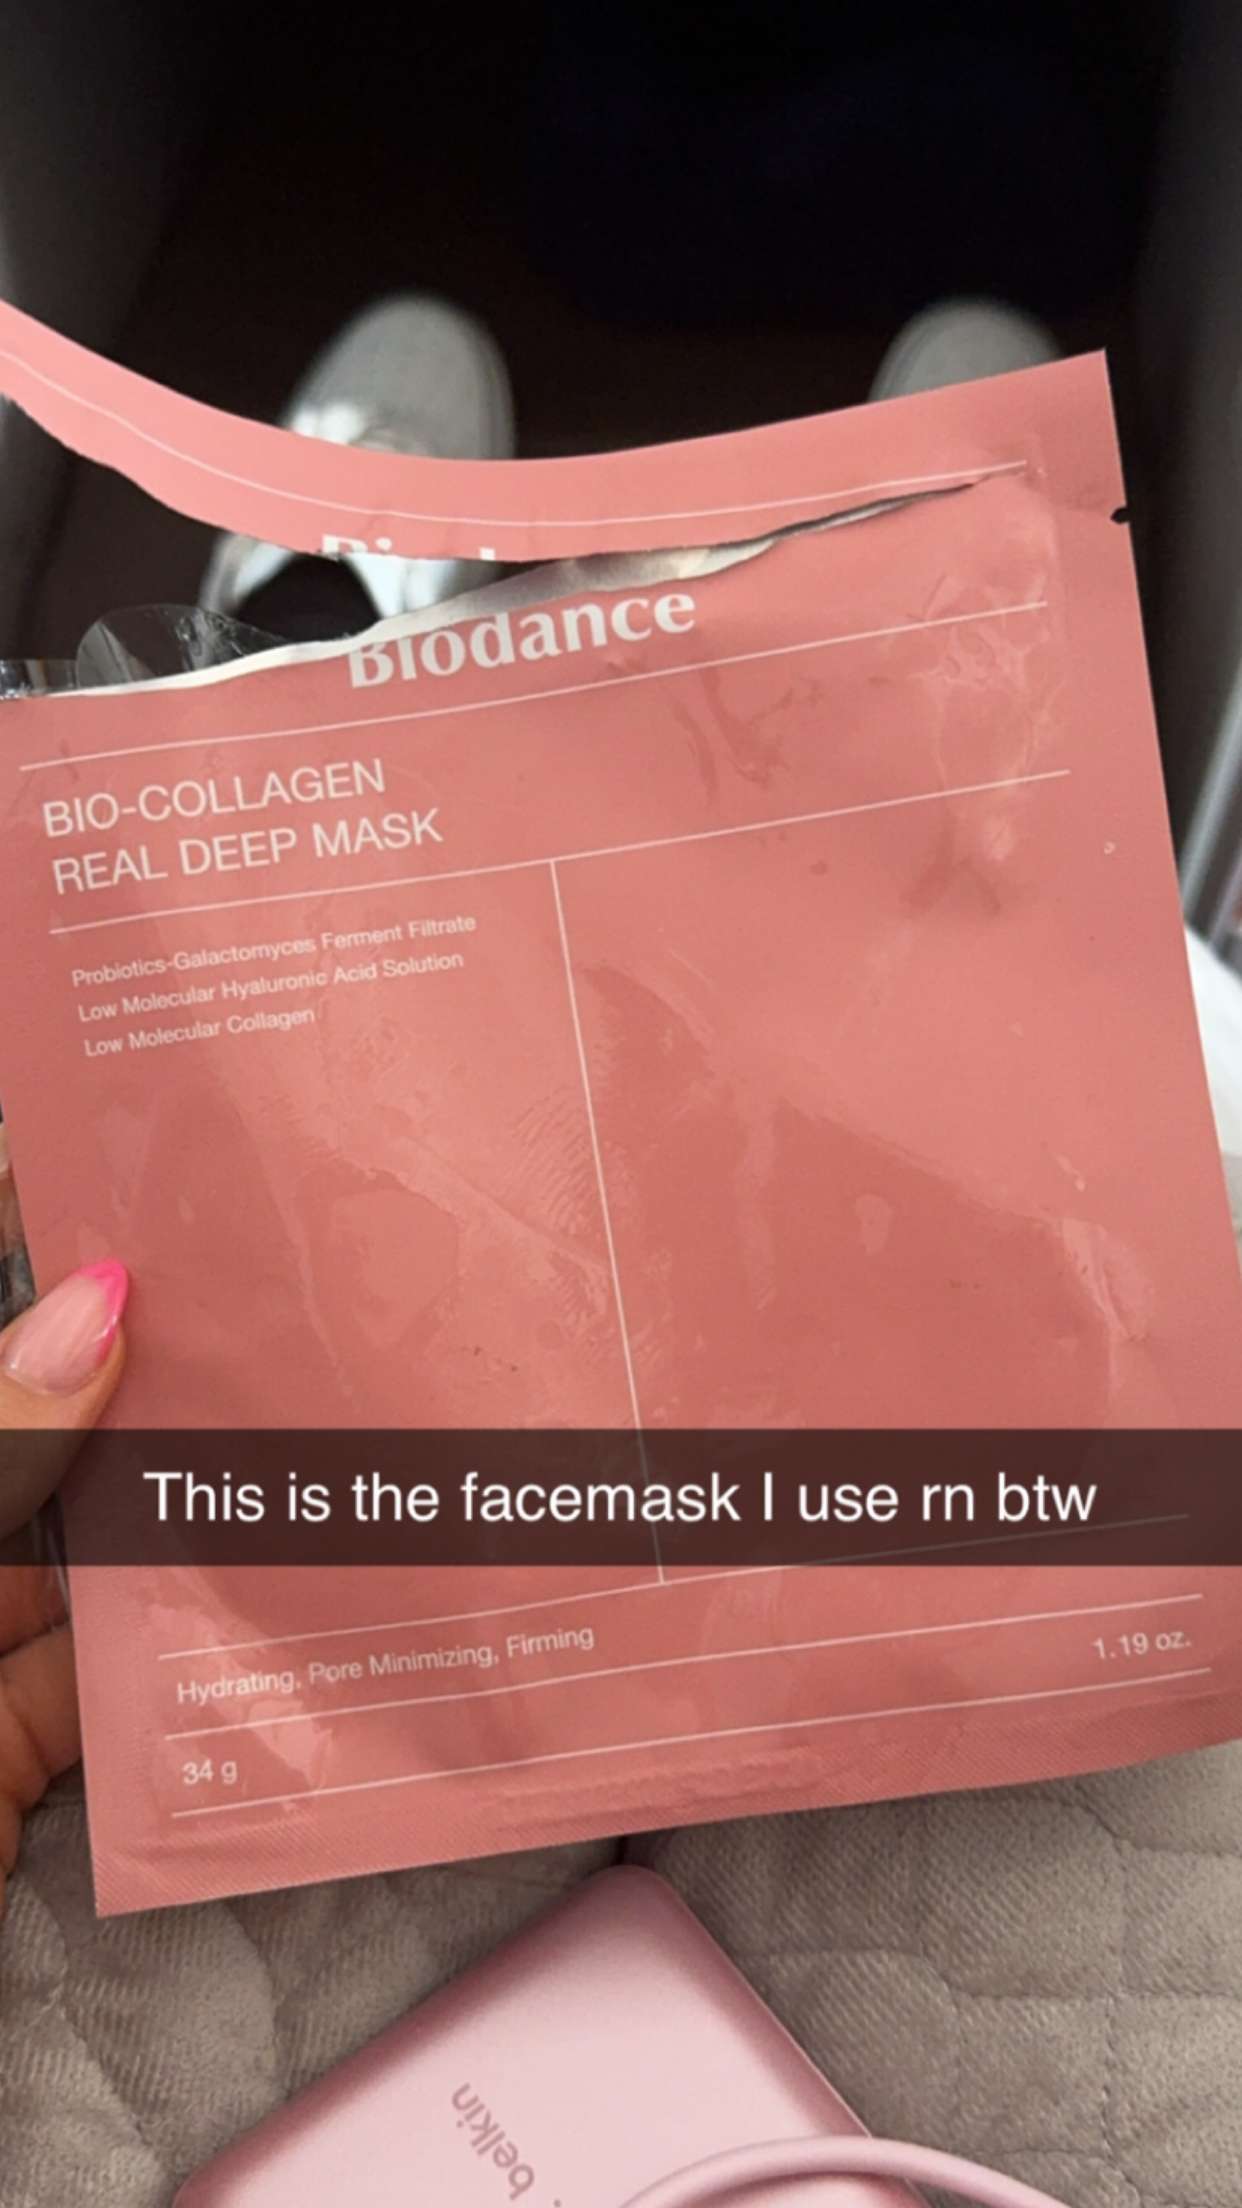 Biodance
BIO-COLLAGEN
REAL DEEP MASK
Probiotics-Galactomyces Ferment Filtrate
Low Molecular Hyaluronic Acid Solution
Low Molecular Collagen
This is the facemask I use rn btw
Hydrating, Pore Minimizing, Firming
1.19 oz.
34 g
belkin